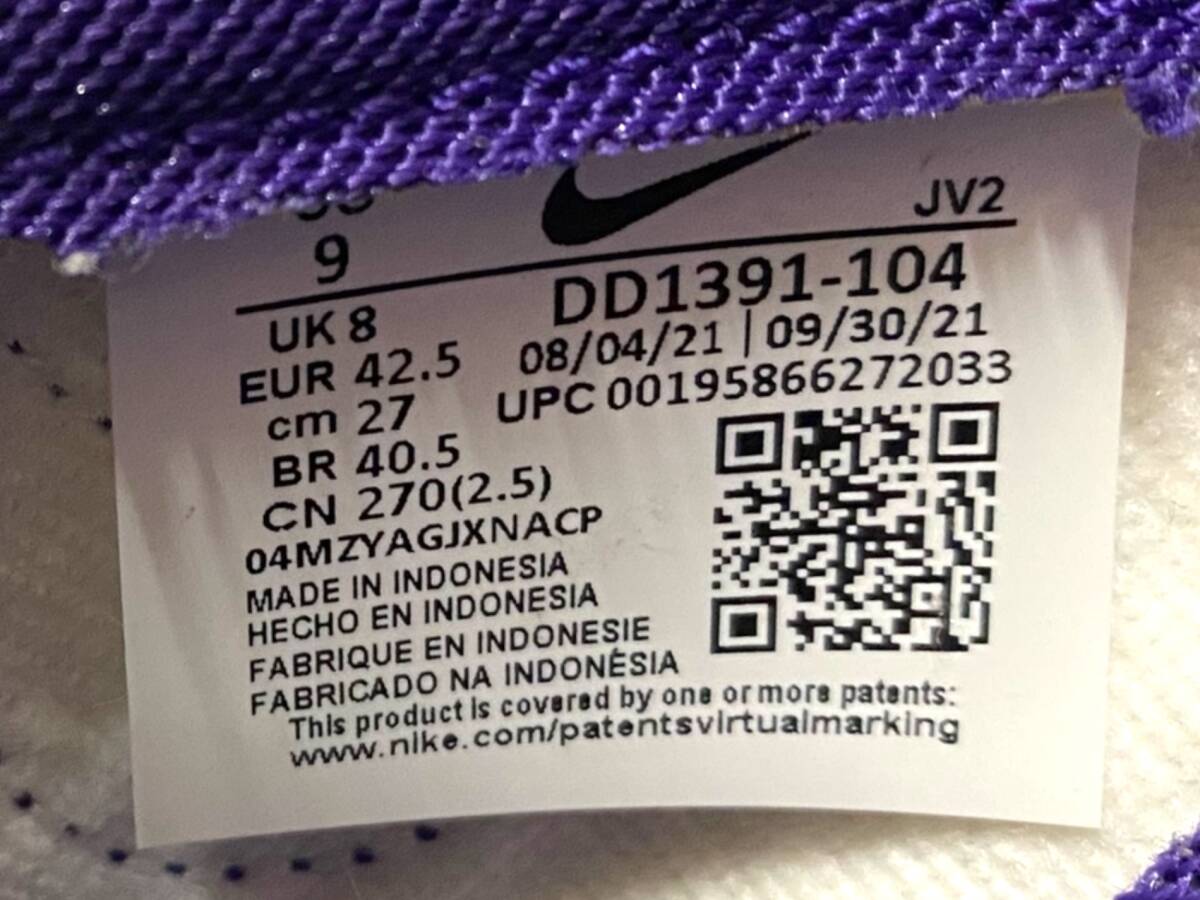 JV2
9
UK 8
EUR 42.5
cm 27
BR 40.5
CN 270(2.5)
DD1391-104
08/04/21 | 09/30/21
UPC 00195866272033
04MZYAGJXNACP
MADE IN INDONESIA
HECHO EN INDONESIA
FABRIQUE EN INDONESIE
FABRICADO NA INDONÉSIA
This product is covered by one or more patents:
www.nike.com/patentsvirtualmarking